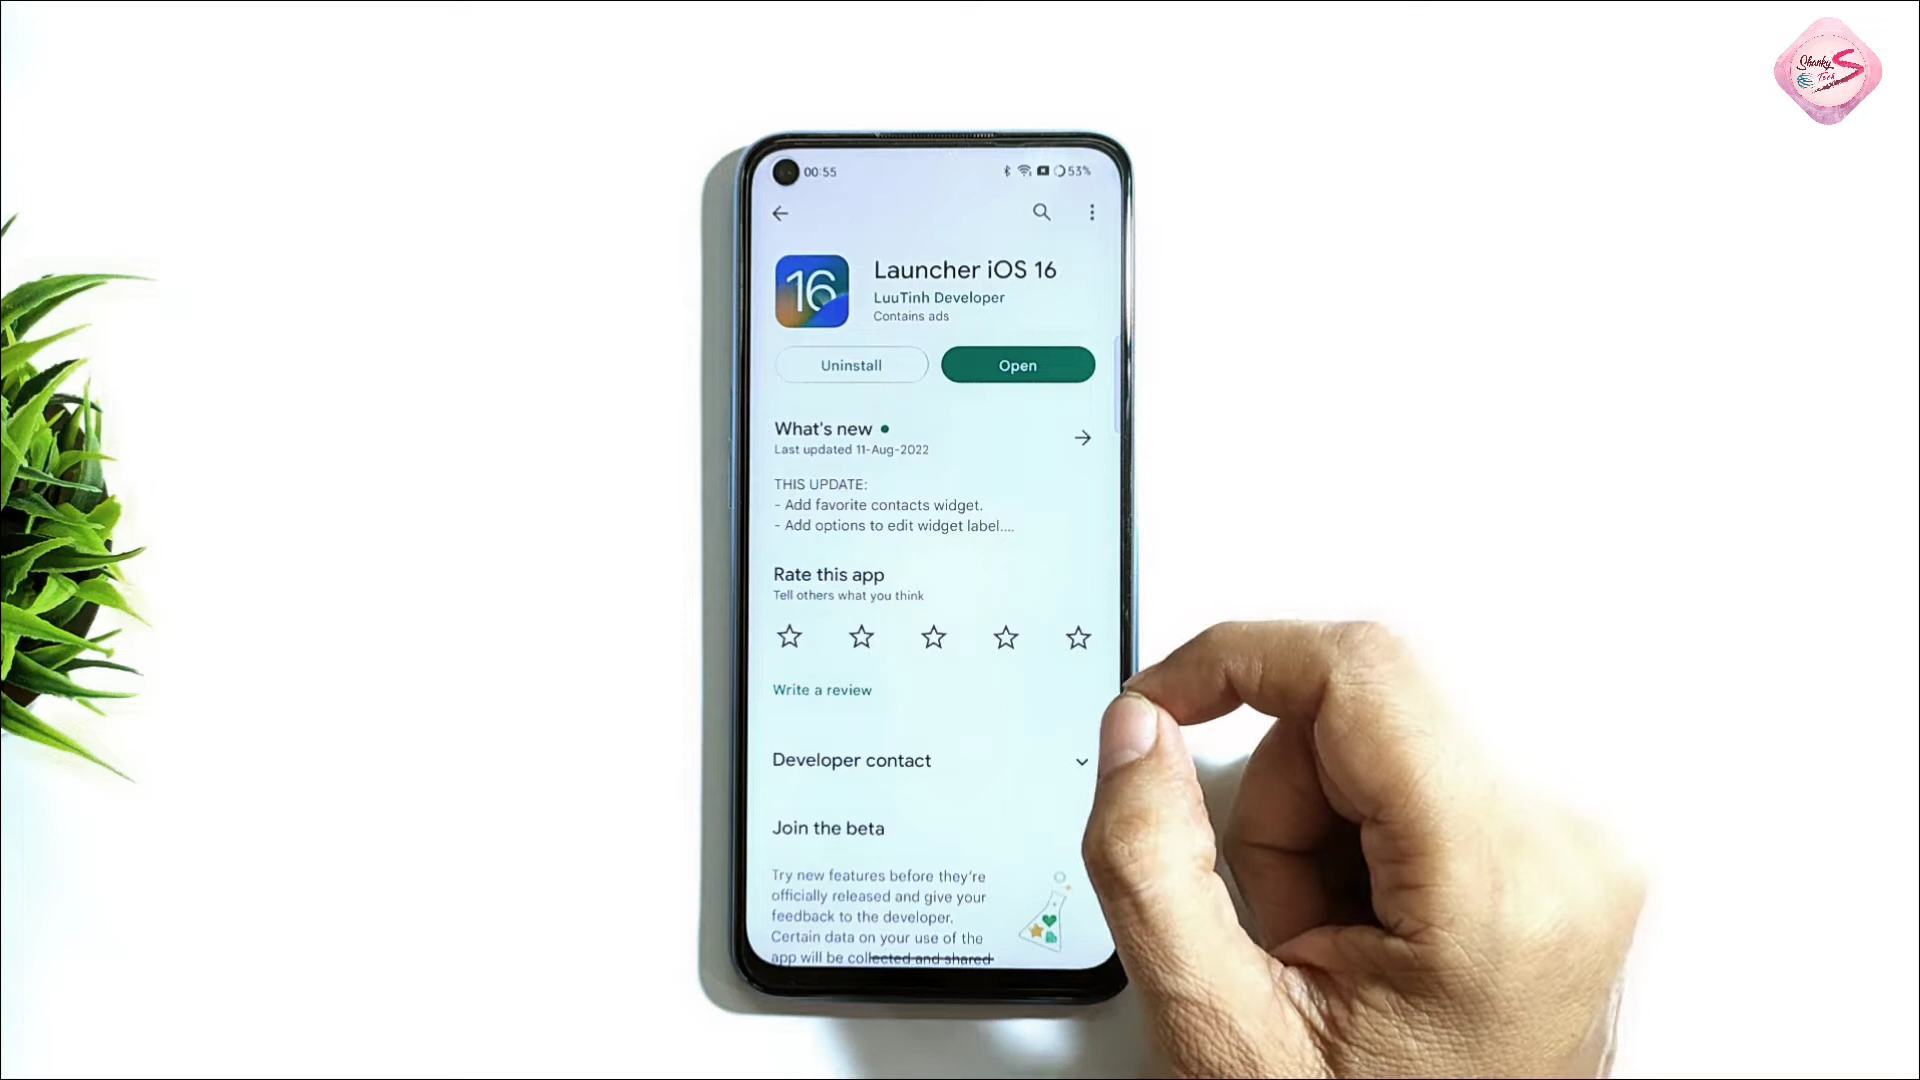 Shanky S
Tech
00:55
53%
16
Launcher iOS 16
LuuTinh Developer
Contains ads
Uninstall
Open
What's new
Last updated 11-Aug-2022
THIS UPDATE:
- Add favorite contacts widget.
- Add options to edit widget label....
Rate this app
Tell others what you think
Write a review
Developer contact
Join the beta
Try new features before they're
officially released and give your
feedback to the developer.
Certain data on your use of the
app will be collected and shared